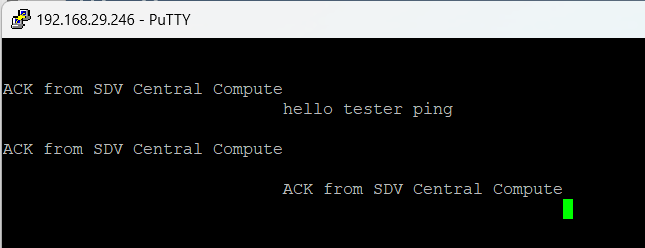 192.168.29.246 - PuTTY
ACK from SDV Central Compute
hello tester ping
ACK from SDV Central Compute
ACK from SDV Central Compute